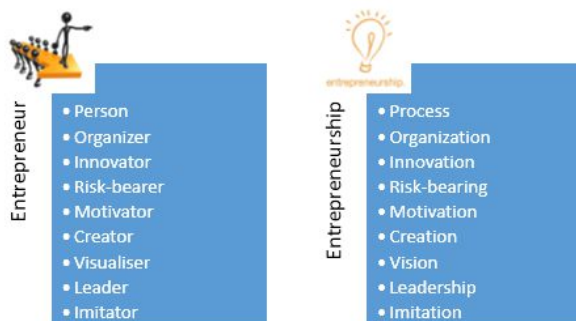 Entrepreneur
• Person
• Organizer
• Innovator
• Risk-bearer
• Motivator
• Creator
• Visualiser
• Leader
• Imitator
entrepreneurship.
Entrepreneurship
• Process
• Organization
• Innovation
• Risk-bearing
• Motivation
• Creation
• Vision
• Leadership
• Imitation